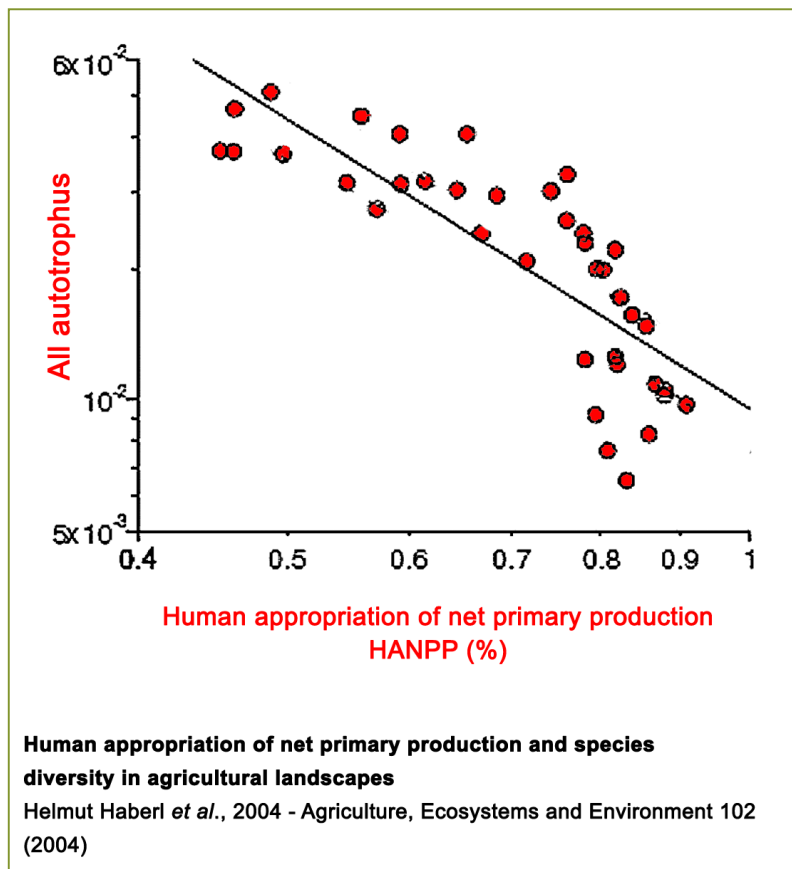 6x10⁻²
All autotrophus
10⁻²
5x10⁻³
0.4 0.5 0.6 0.7 0.8 0.9 1
Human appropriation of net primary production
HANPP (%)
Human appropriation of net primary production and species
diversity in agricultural landscapes
Helmut Haberl et al., 2004 - Agriculture, Ecosystems and Environment 102
(2004)